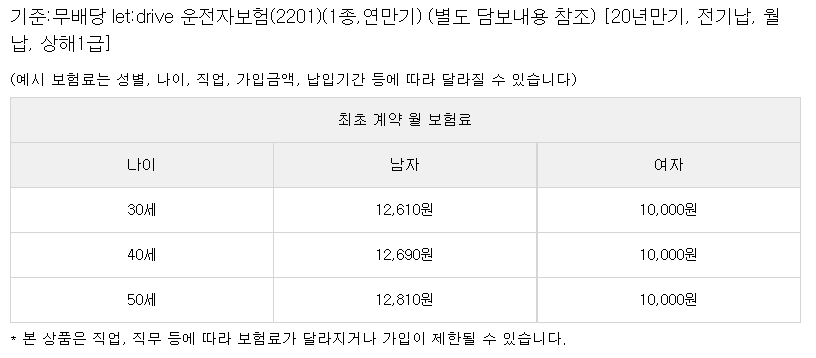 기준:무배당 let:drive 운전자보험(2201)(1종,연만기) (별도 담보내용 참조) [20년만기, 전기납, 월
납, 상해1급]
(예시 보험료는 성별, 나이, 직업, 가입금액, 납입기간 등에 따라 달라질 수 있습니다)
최초 계약 월 보험료
나이 남자 여자
30세 12,610원 10,000원
40세 12,690원 10,000원
50세 12,810원 10,000원
* 본 상품은 직업, 직무 등에 따라 보험료가 달라지거나 가입이 제한될 수 있습니다.